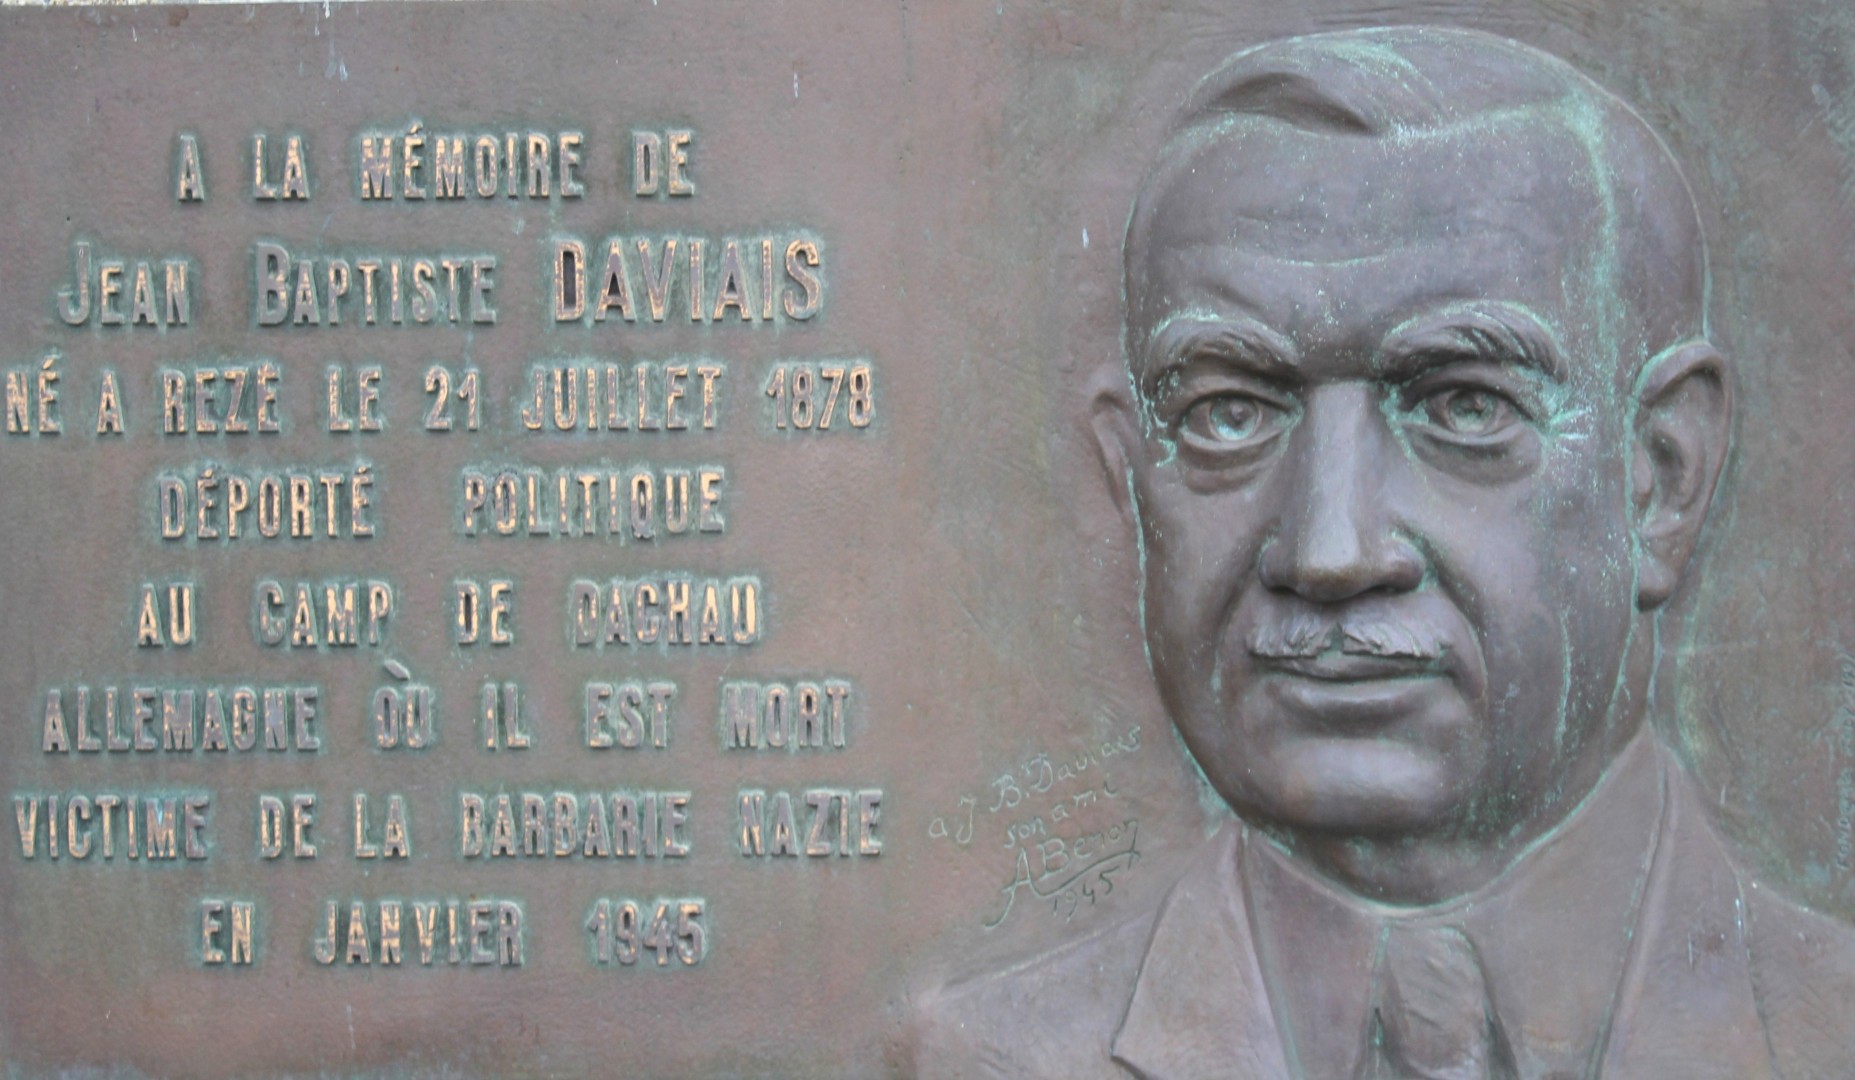 A LA MÉMOIRE DE
JEAN BAPTISTE DAVIAIS
NÉ A REZÉ LE 21 JUILLET 1878
DÉPORTÉ POLITIQUE
AU CAMP DE DACHAU
ALLEMAGNE OÙ IL EST MORT
VICTIME DE LA BARBARIE NAZIE
EN JANVIER 1945
a J B. Daviais
son ami
A Benon
1945